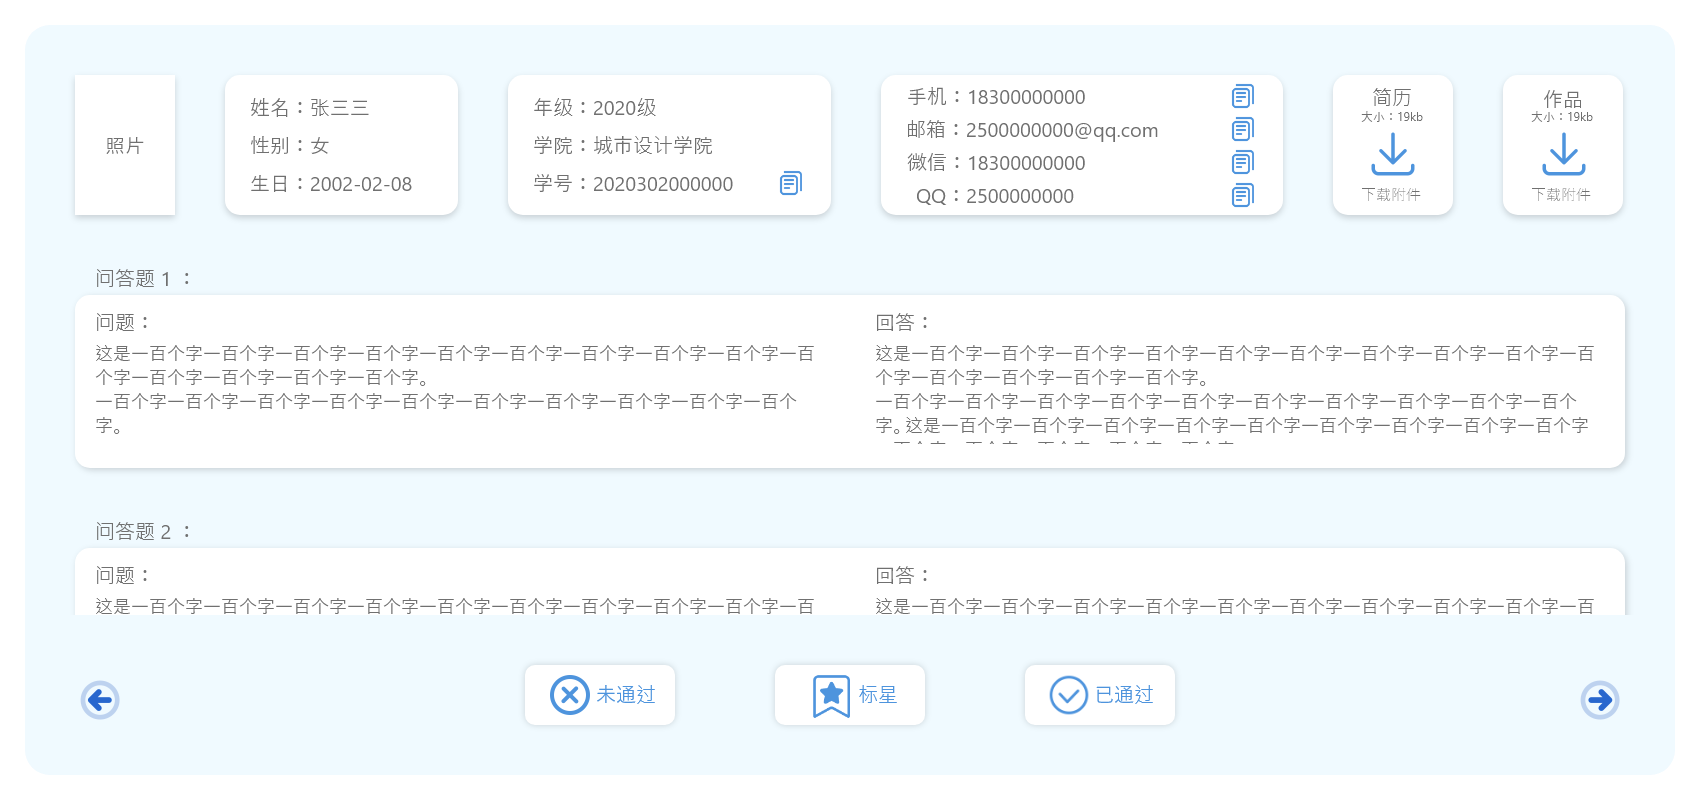 照片
姓名：张三三
性别：女
生日：2002-02-08
年级：2020级
学院：城市设计学院
学号：2020302000000
手机：18300000000
邮箱：2500000000@qq.com
微信：18300000000
QQ：2500000000
简历
大小：19kb
下载附件
作品
大小：19kb
下载附件
问答题 1 ：
问题：
这是一百个字一百个字一百个字一百个字一百个字一百个字一百个字一百个字一百个字一百
个字一百个字一百个字一百个字一百个字。
一百个字一百个字一百个字一百个字一百个字一百个字一百个字一百个字一百个字一百个
字。
回答：
这是一百个字一百个字一百个字一百个字一百个字一百个字一百个字一百个字一百个字一百
个字一百个字一百个字一百个字一百个字。
一百个字一百个字一百个字一百个字一百个字一百个字一百个字一百个字一百个字一百个
字。这是一百个字一百个字一百个字一百个字一百个字一百个字一百个字一百个字一百个字
问答题 2 ：
问题：
这是一百个字一百个字一百个字一百个字一百个字一百个字一百个字一百个字一百个字一百
回答：
这是一百个字一百个字一百个字一百个字一百个字一百个字一百个字一百个字一百个字一百
未通过
标星
已通过